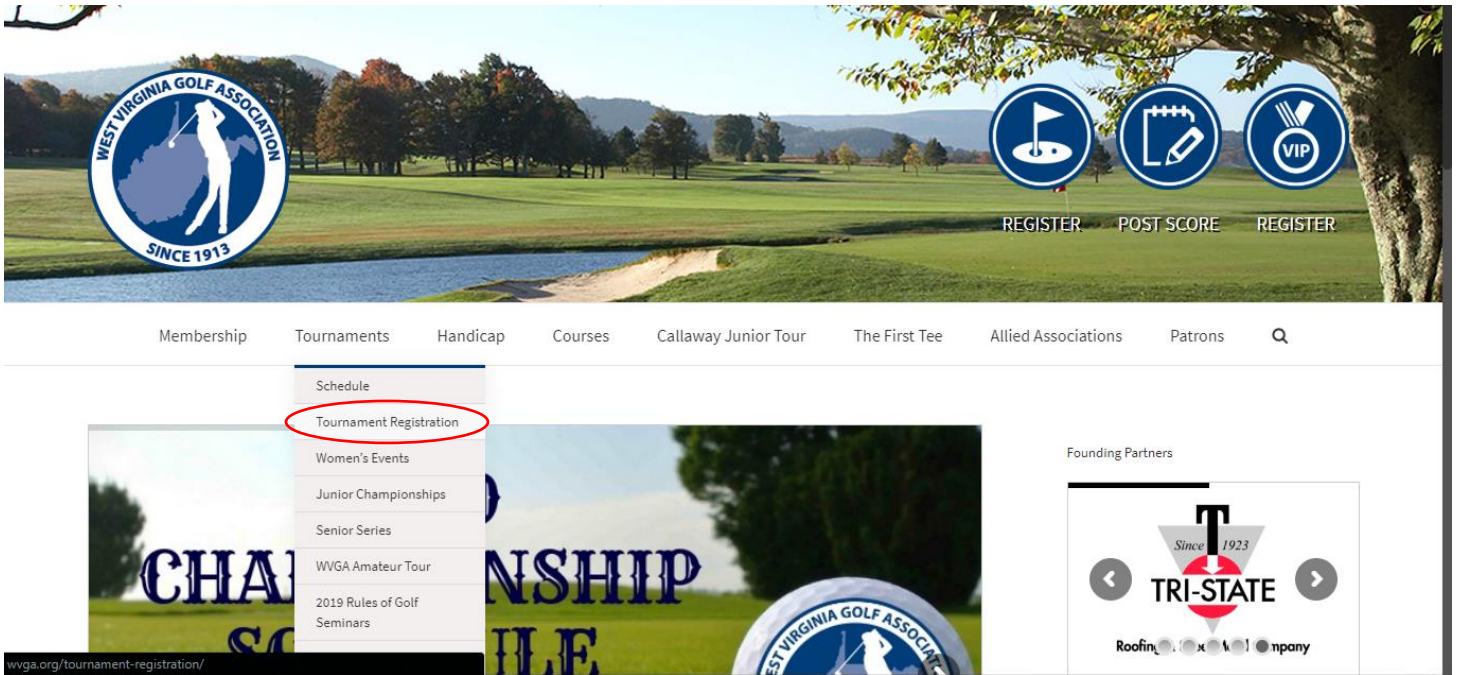 WEST VIRGINIA GOLF ASSOCIATION
SINCE 1913
VIP
REGISTER POST SCORE REGISTER
Membership Tournaments Handicap Courses Callaway Junior Tour The First Tee Allied Associations Patrons
Schedule
Tournament Registration
Women's Events
Junior Championships
Senior Series
WVGA Amateur Tour
2019 Rules of Golf
Seminars
Founding Partners
Since 1923
TRI-STATE
wvga.org/tournament-registration/